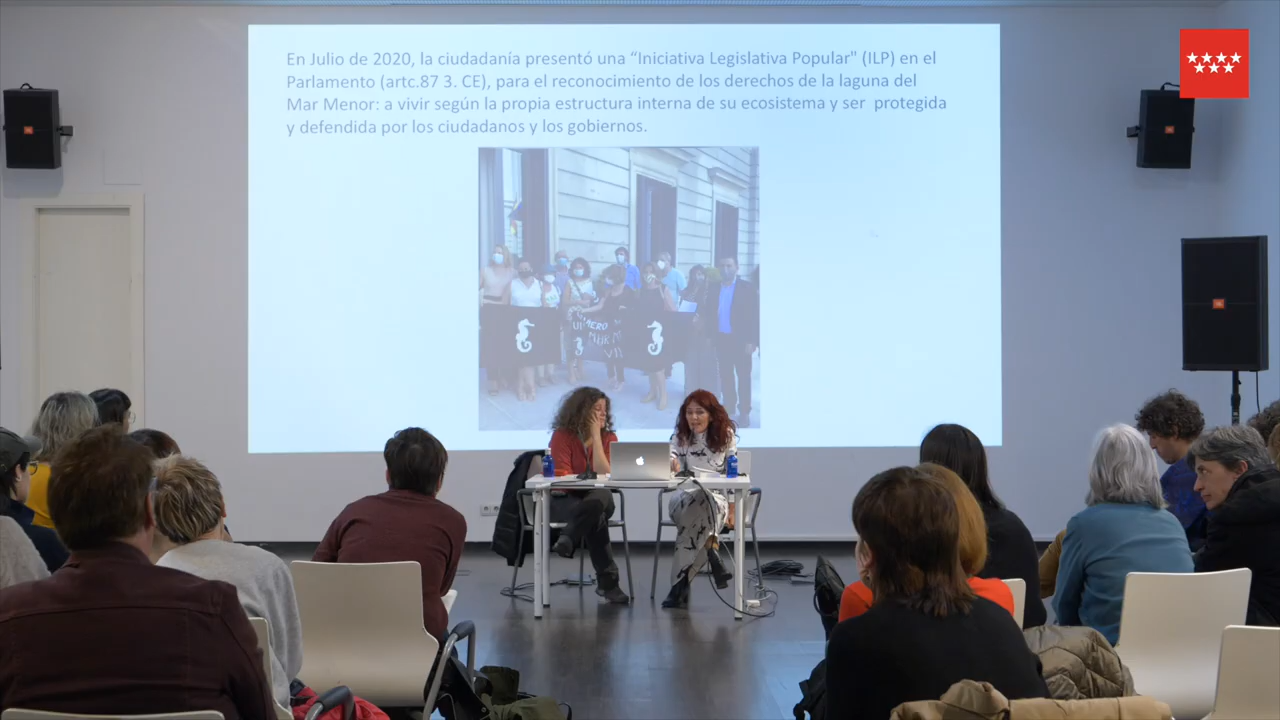 En Julio de 2020, la ciudadanía presentó una “Iniciativa Legislativa Popular" (ILP) en el
Parlamento (artc.87 3. CE), para el reconocimiento de los derechos de la laguna del
Mar Menor: a vivir según la propia estructura interna de su ecosistema y ser protegida
y defendida por los ciudadanos y los gobiernos.